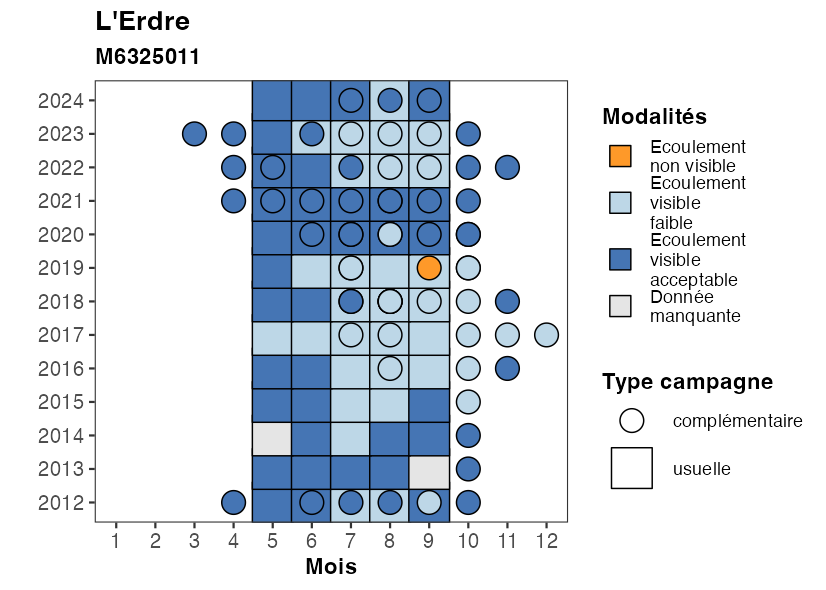 L'Erdre
M6325011
2024
2023
2022
2021
2020
2019
2018
2017
2016
2015
2014
2013
2012
1 2 3 4 5 6 7 8 9 10 11 12
Mois
Modalités
Ecoulement
non visible
Ecoulement
visible
faible
Ecoulement
visible
acceptable
Donnée
manquante
Type campagne
complémentaire
usuelle